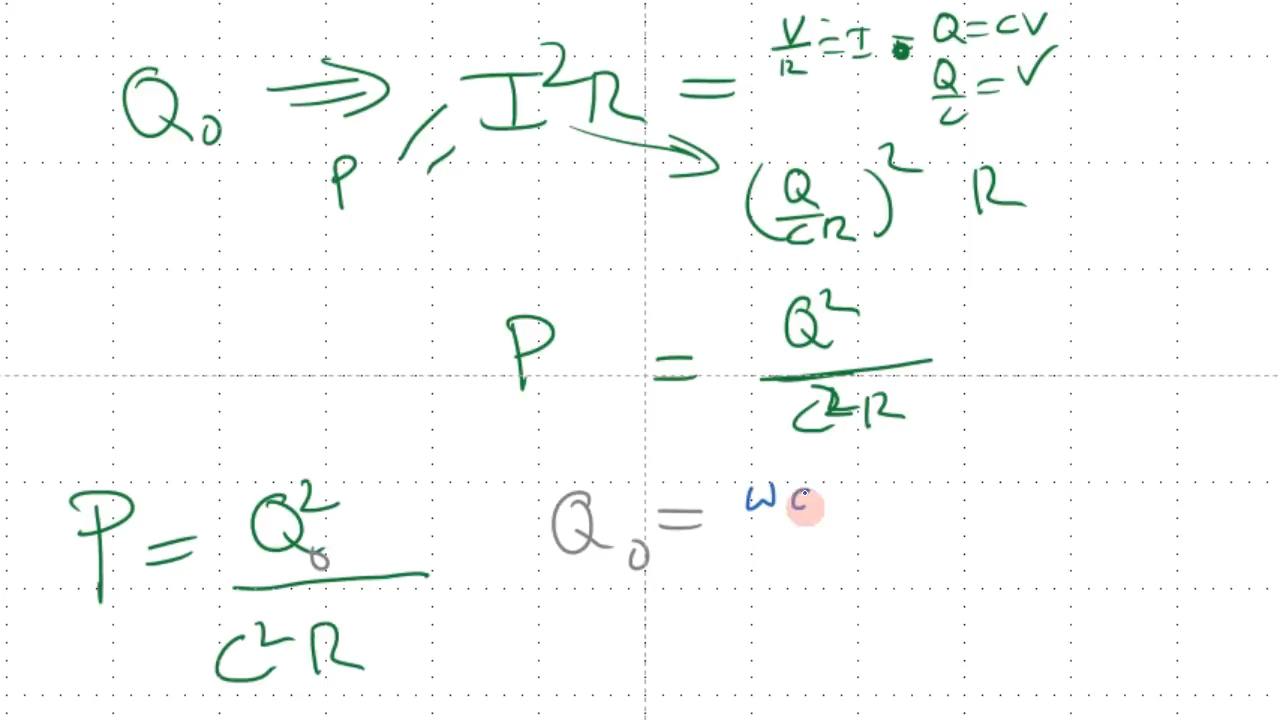 Q₀ ⇒ I²R =
V/R = I = Q = CV
Q/C = V
P = (Q/CR)² R
P = Q²/C²R
P = Q₀²/C²R
Q₀ = W C